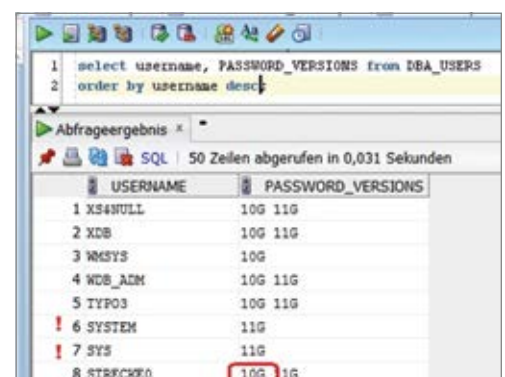 1 select username, PASSWORD_VERSIONS from DBA_USERS
2 order by username desc;
Abfrageergebnis ×
SQL | 50 Zeilen abgerufen in 0,031 Sekunden
USERNAME PASSWORD_VERSIONS
1 XS$NULL 10G 11G
2 XDB 10G 11G
3 WMSYS 10G
4 WDB_ADM 10G 11G
5 TYPO3 10G 11G
! 6 SYSTEM 11G
! 7 SYS 11G
8 STRECKE0 10G 11G